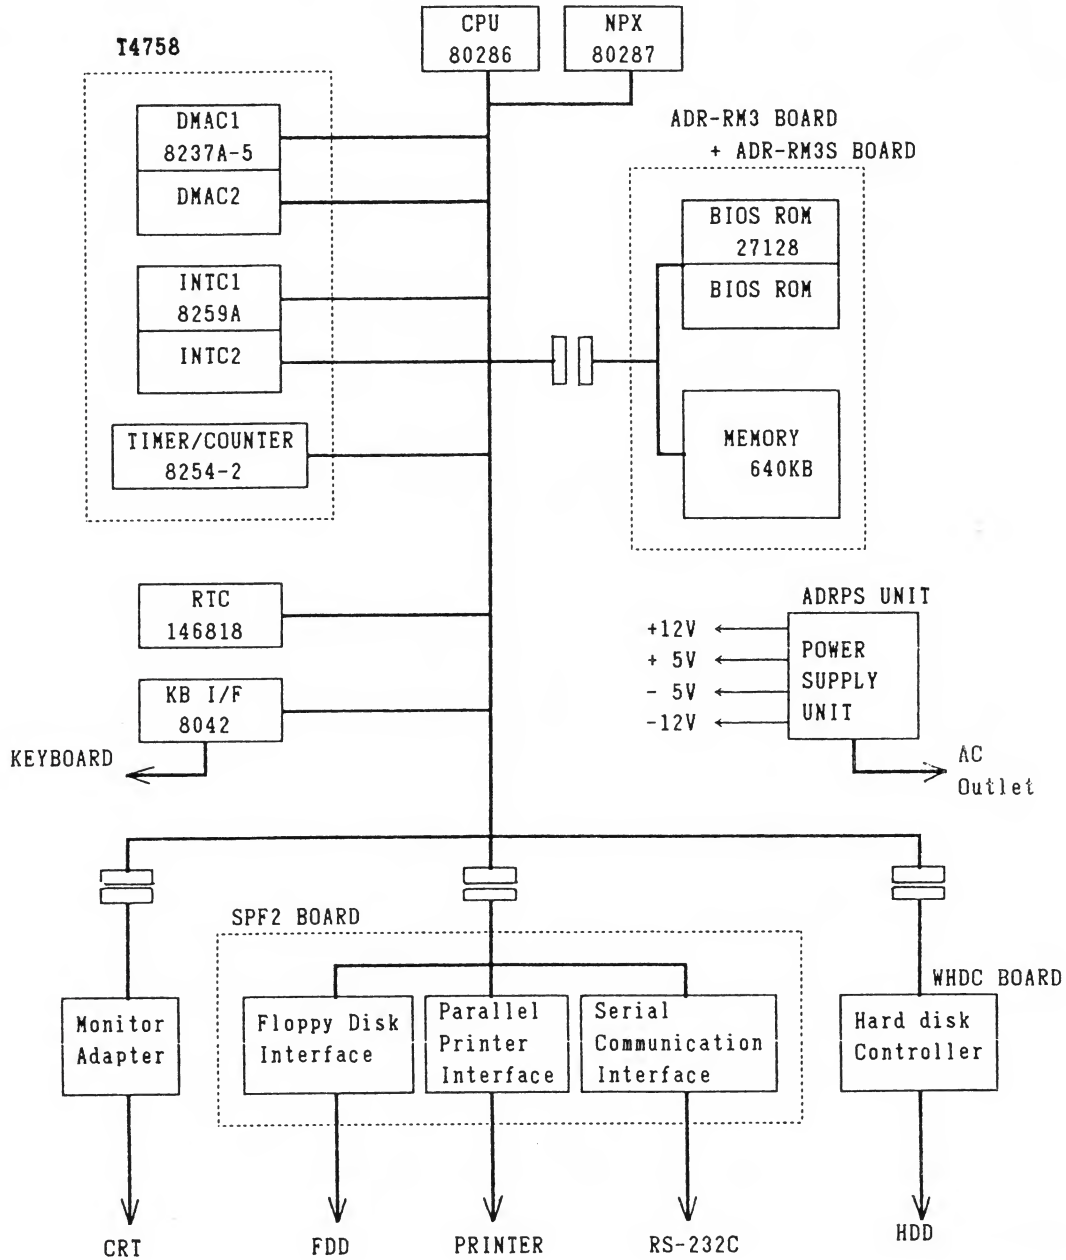 CPU
80286
NPX
80287
T4758
DMAC1
8237A-5
DMAC2
INTC1
8259A
INTC2
TIMER/COUNTER
8254-2
ADR-RM3 BOARD
+ ADR-RM3S BOARD
BIOS ROM
27128
BIOS ROM
MEMORY
640KB
RTC
146818
KB I/F
8042
KEYBOARD
ADRPS UNIT
POWER
SUPPLY
UNIT
+12V
+ 5V
- 5V
-12V
AC
Outlet
SPF2 BOARD
WHDC BOARD
Monitor
Adapter
Floppy Disk
Interface
Parallel
Printer
Interface
Serial
Communication
Interface
Hard disk
Controller
CRT
FDD
PRINTER
RS-232C
HDD